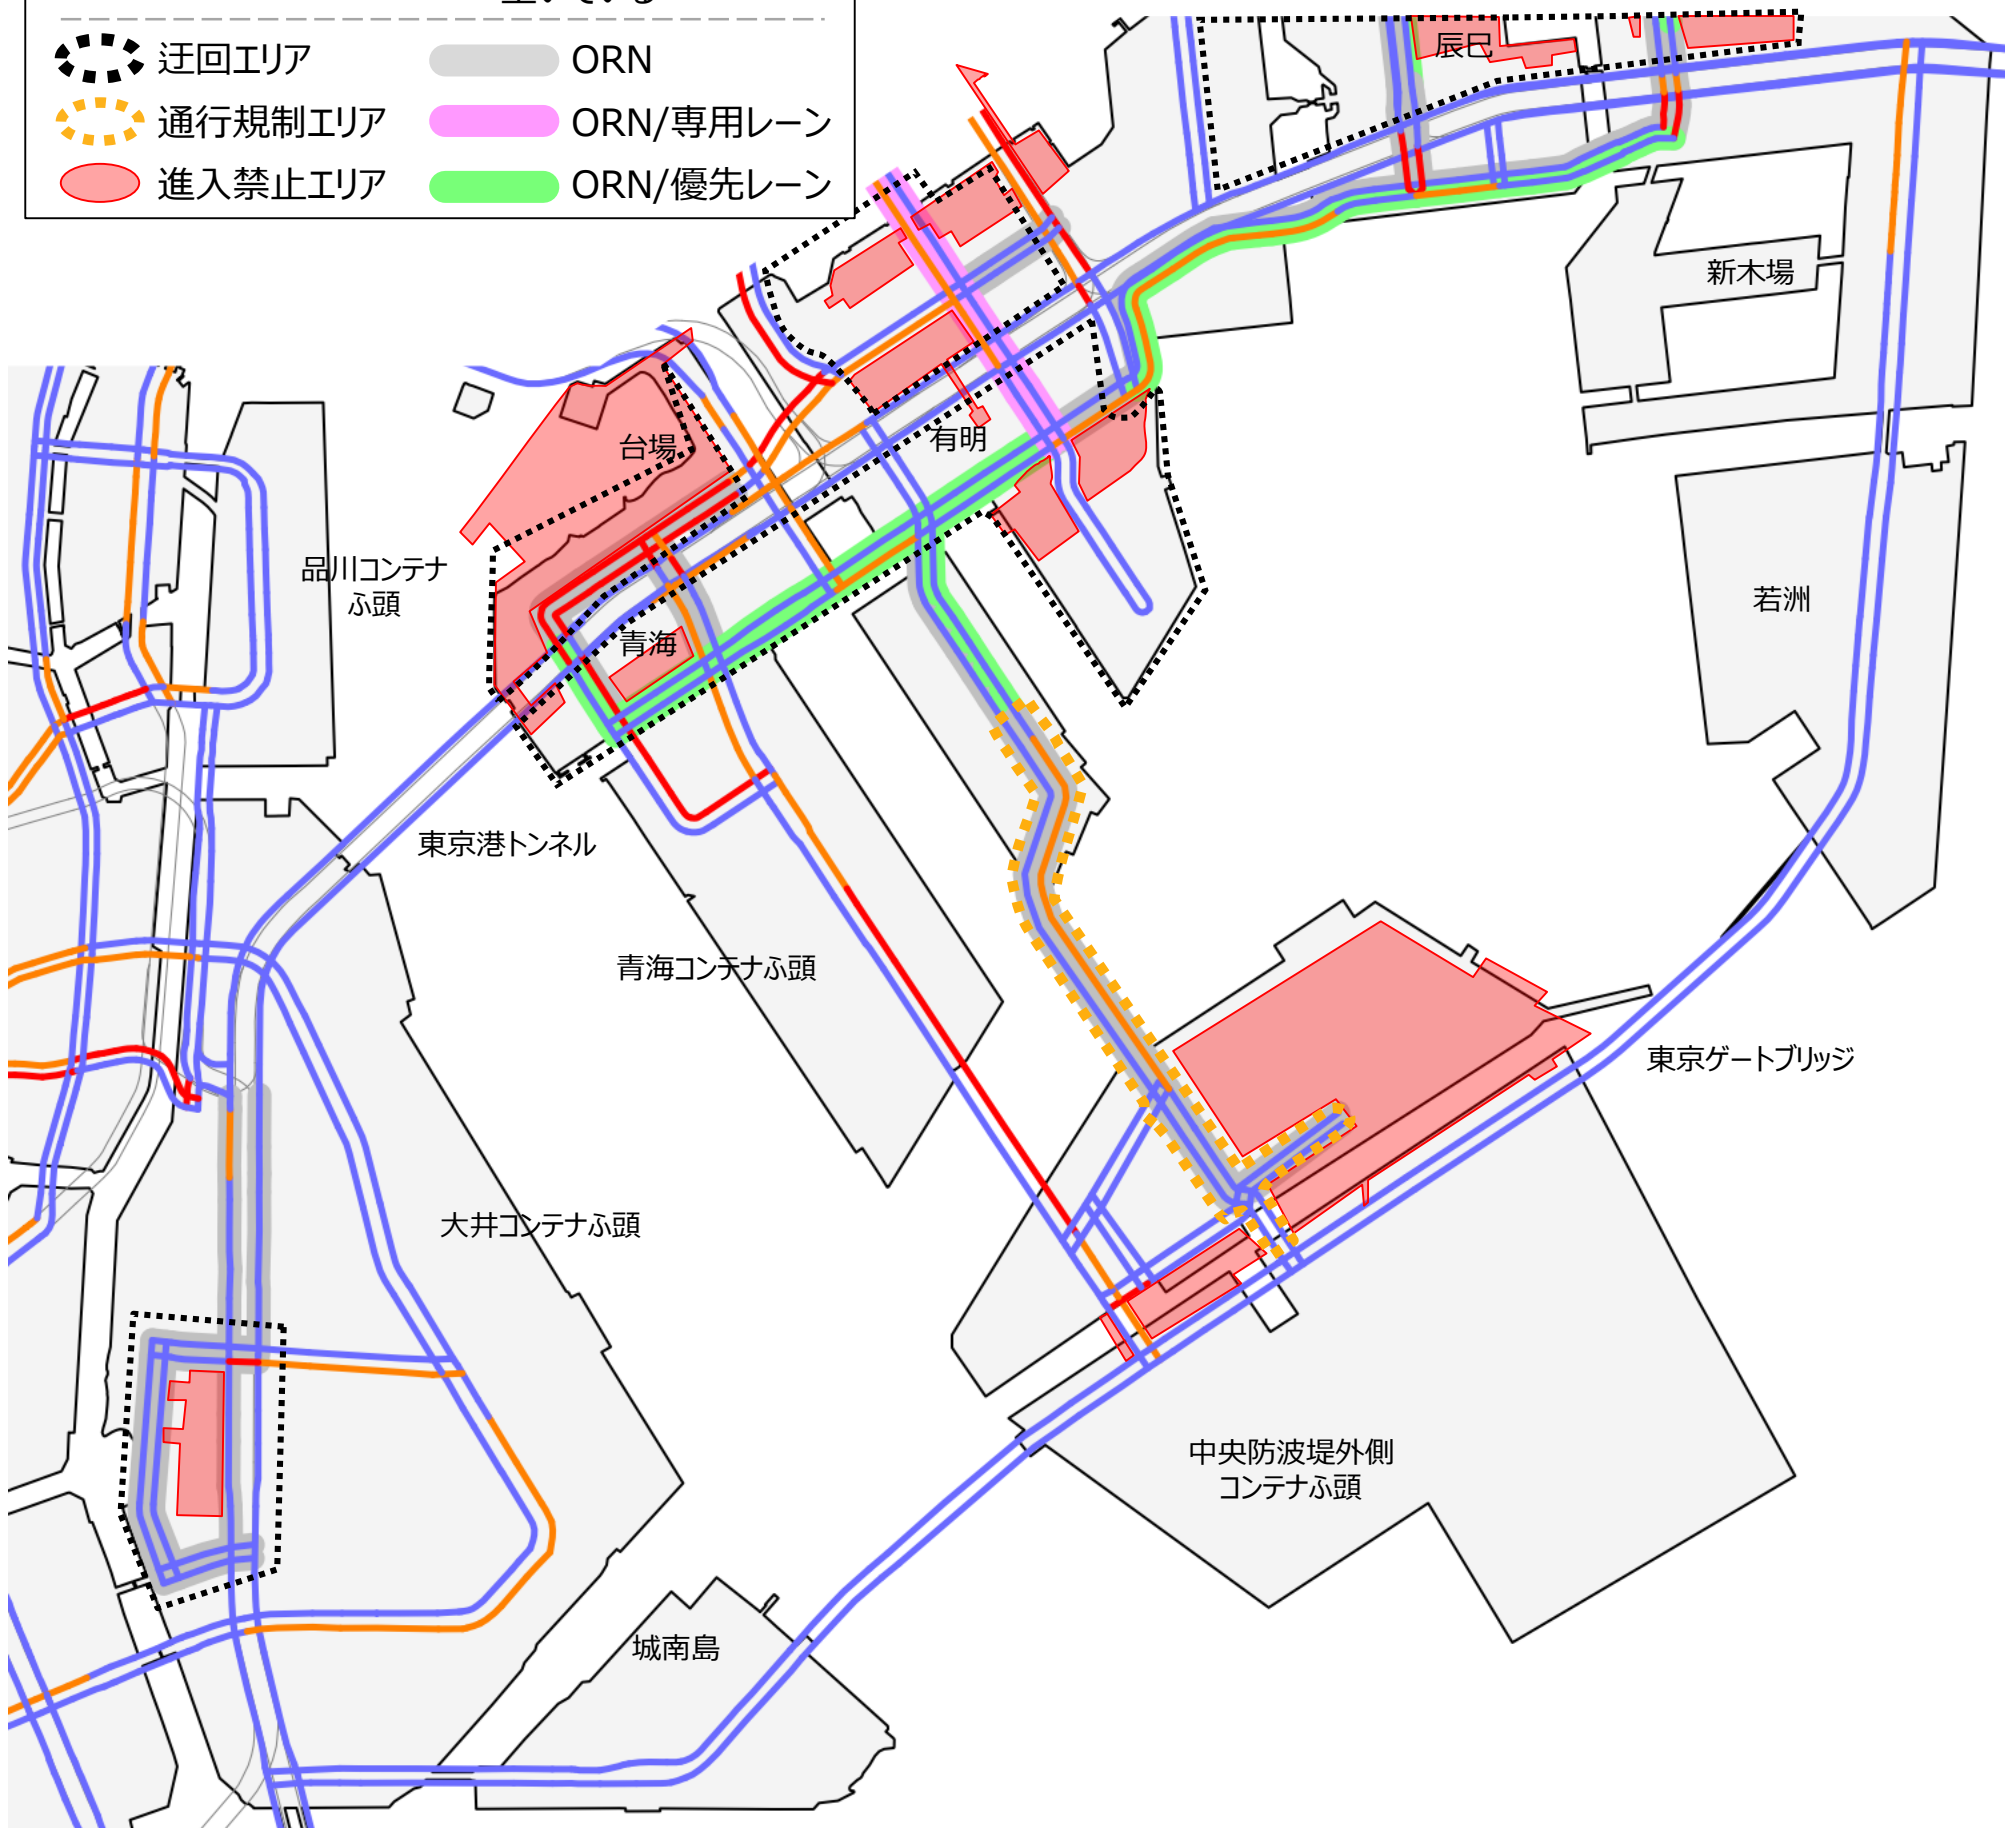 空いている
迂回エリア
ORN
通行規制エリア
ORN/専用レーン
進入禁止エリア
ORN/優先レーン
辰巳
新木場
有明
台場
品川コンテナ
ふ頭
青海
若洲
東京港トンネル
青海コンテナふ頭
東京ゲートブリッジ
大井コンテナふ頭
中央防波堤外側
コンテナふ頭
城南島